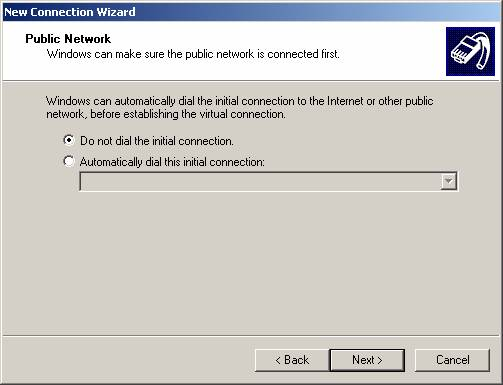 New Connection Wizard
Public Network
Windows can make sure the public network is connected first.
Windows can automatically dial the initial connection to the Internet or other public
network, before establishing the virtual connection.
Do not dial the initial connection.
Automatically dial this initial connection:
< Back Next > Cancel